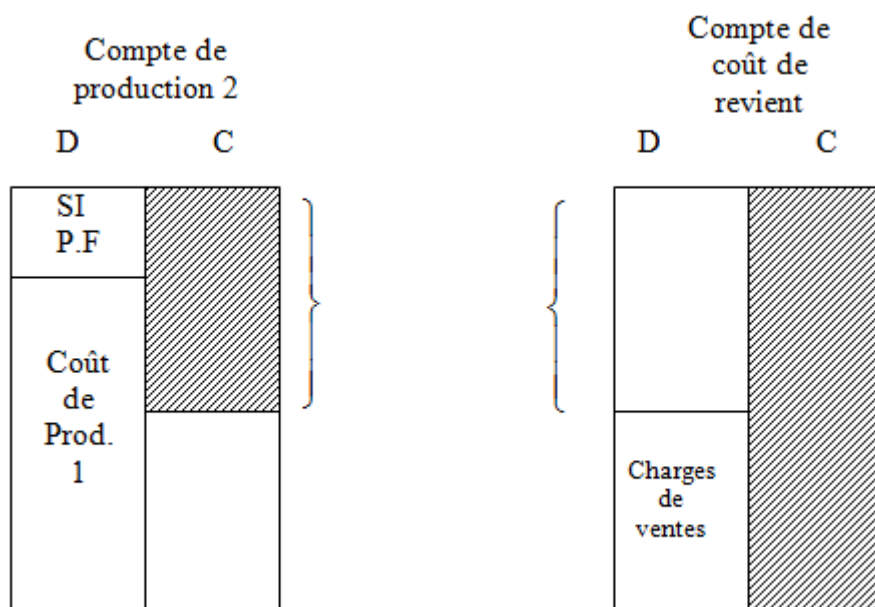 Compte de
production 2
D C
SI
P.F
Coût
de
Prod.
1
Compte de
coût de
revient
D C
Charges
de
ventes